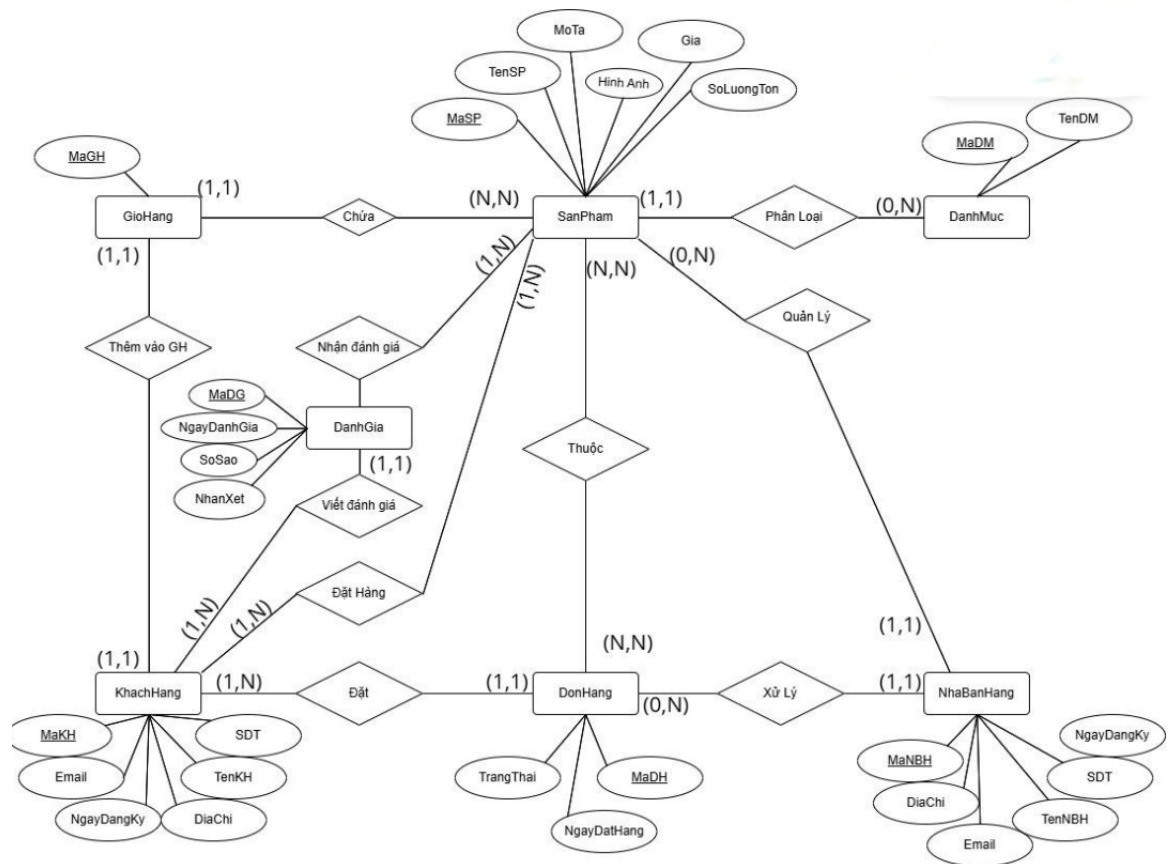 MoTa
Gia
TenSP
Hinh Anh
SoLuongTon
MaSP
TenDM
MaDM
MaGH
(1,1)
(N,N)
(1,1)
(0,N)
GioHang
Chứa
SanPham
Phân Loại
DanhMuc
(1,1)
(1,N)
(1,N)
(N,N)
(0,N)
Quản Lý
Thêm vào GH
Nhận đánh giá
MaDG
NgayDanhGia
DanhGia
SoSao
NhanXet
(1,1)
Thuộc
Viết đánh giá
Đặt Hàng
(1,N)
(1,N)
(1,1)
(N,N)
(1,1)
KhachHang
(1,N)
Đặt
(1,1)
DonHang
(0,N)
Xử Lý
(1,1)
NhaBanHang
MaKH
SDT
Email
TenKH
NgayDangKy
DiaChi
TrangThai
MaDH
NgayDatHang
NgayDangKy
MaNBH
SDT
DiaChi
TenNBH
Email